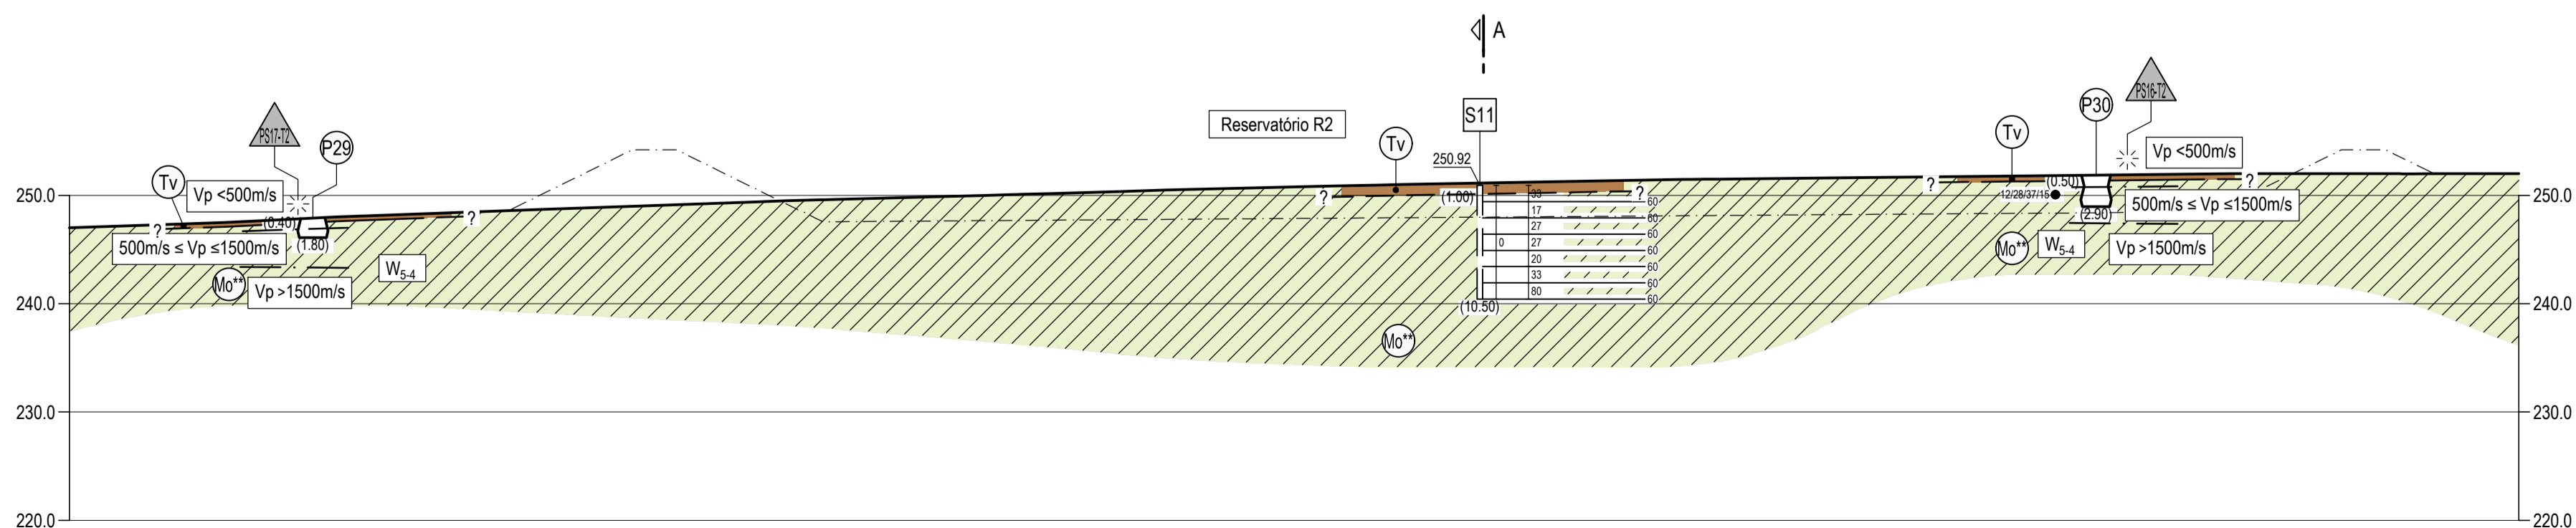 A
PS17-T2
P29
Tv
Vp <500m/s
250.0
?
(0.40)
?
500m/s ≤ Vp ≤1500m/s
(1.80)
Mo**
Vp >1500m/s
W5-4
240.0
230.0
220.0
Reservatório R2
S11
Tv
250.92
?
(1.00)
33
?
60
17
60
27
60
0
27
60
20
60
33
60
80
60
(10.50)
Mo**
PS16-T2
P30
Tv
Vp <500m/s
?
(0.50)
?
12/28/37/15
500m/s ≤ Vp ≤1500m/s
(2.90)
Mo**
W5-4
Vp >1500m/s
250.0
240.0
230.0
220.0